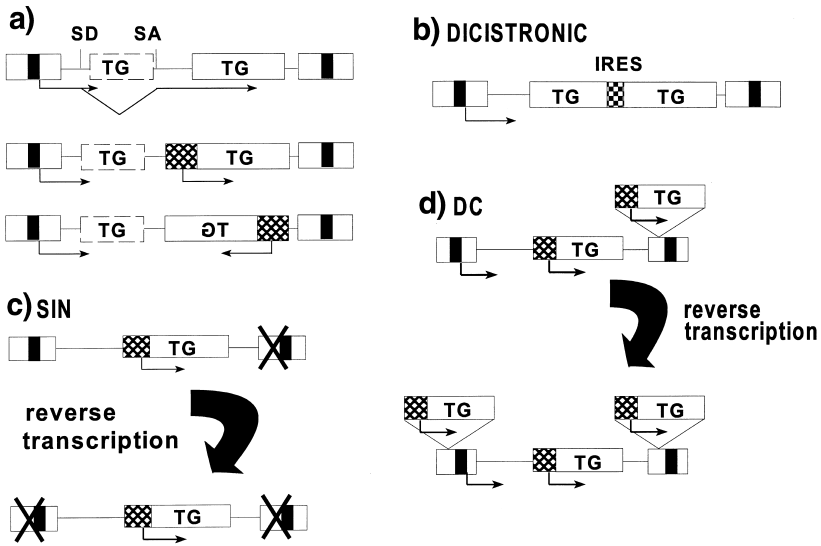 a)
SD SA
TG TG
TG TG
TG TG
b) DICISTRONIC
IRES
TG TG
c) SIN
TG
reverse
transcription
TG
d) DC
TG
TG
reverse
transcription
TG TG
TG